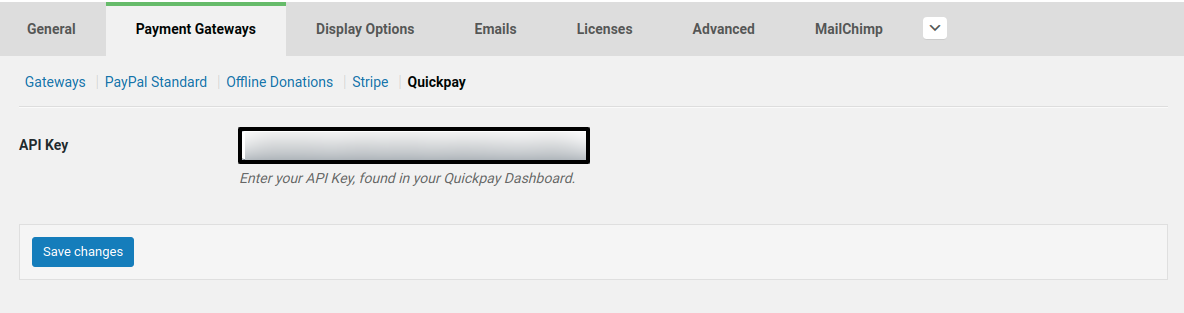 General Payment Gateways Display Options Emails Licenses Advanced MailChimp
Gateways PayPal Standard Offline Donations Stripe Quickpay
API Key
Enter your API Key, found in your Quickpay Dashboard.
Save changes